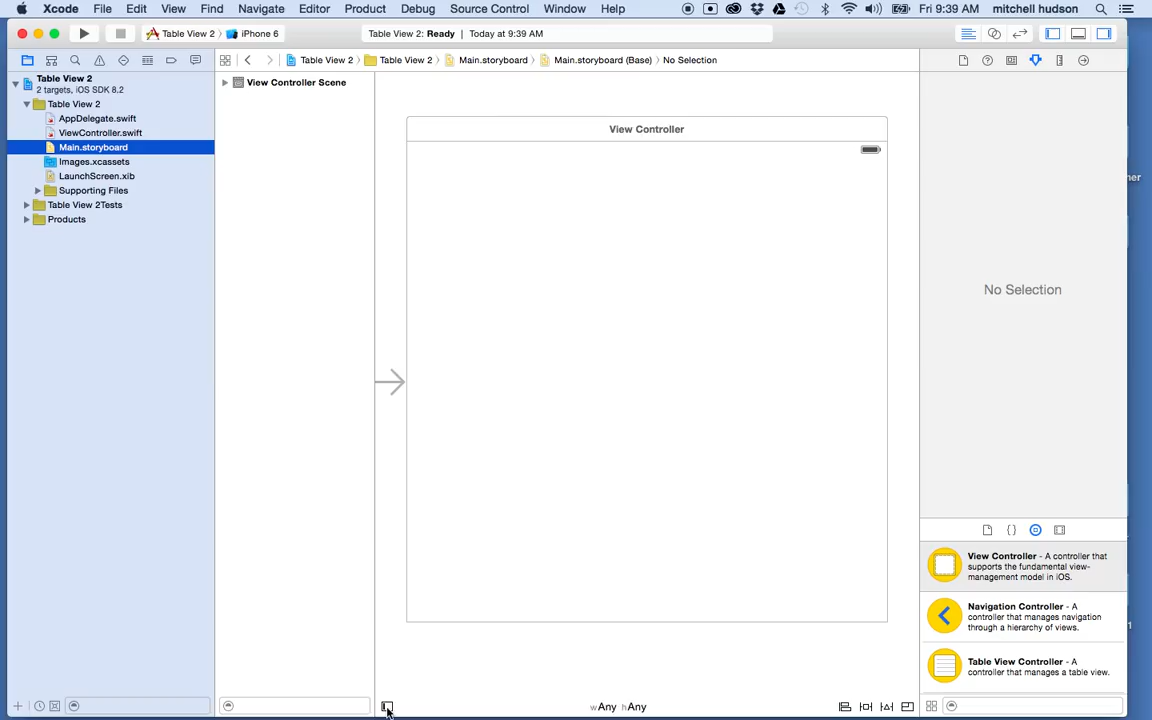 Xcode File Edit View Find Navigate Editor Product Debug Source Control Window Help Fri 9:39 AM mitchell hudson
Table View 2 iPhone 6 Table View 2: Ready | Today at 9:39 AM
Table View 2 Table View 2 Main.storyboard Main.storyboard (Base) No Selection
Table View 2
2 targets, iOS SDK 8.2
Table View 2
AppDelegate.swift
ViewController.swift
Main.storyboard
Images.xcassets
LaunchScreen.xib
Supporting Files
Table View 2Tests
Products
View Controller Scene
View Controller
No Selection
View Controller - A controller that
supports the fundamental view-
management model in iOS.
Navigation Controller - A
controller that manages navigation
through a hierarchy of views.
Table View Controller - A
controller that manages a table view.
wAny hAny
ner
1